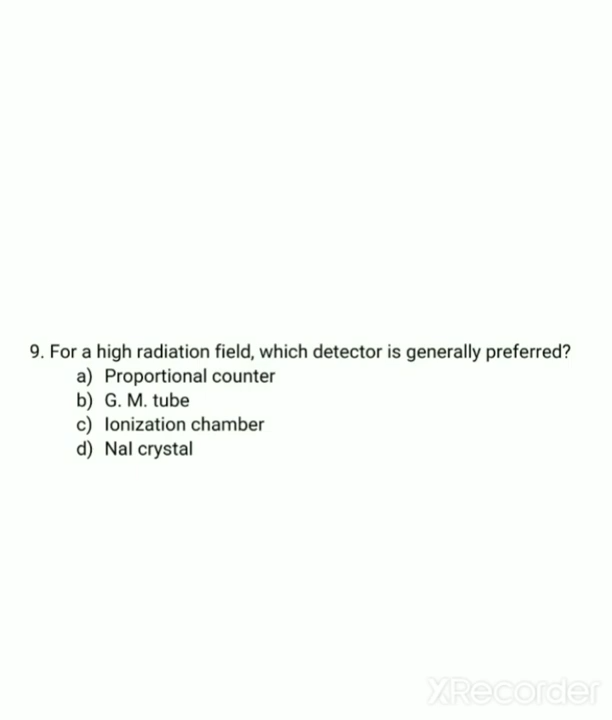 9. For a high radiation field, which detector is generally preferred?
a) Proportional counter
b) G. M. tube
c) Ionization chamber
d) NaI crystal
XRecorder